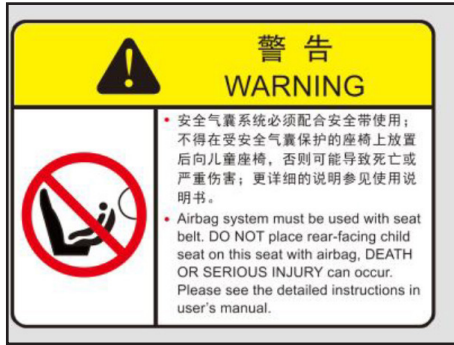 警告
WARNING
• 安全气囊系统必须配合安全带使用；
不得在受安全气囊保护的座椅上放置
后向儿童座椅，否则可能导致死亡或
严重伤害；更详细的说明参见使用说
明书。
• Airbag system must be used with seat
belt. DO NOT place rear-facing child
seat on this seat with airbag, DEATH
OR SERIOUS INJURY can occur.
Please see the detailed instructions in
user's manual.